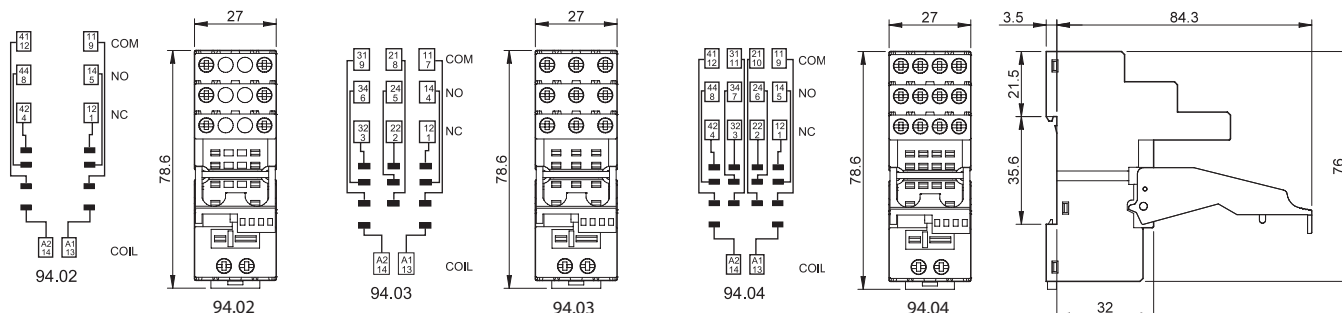 41 11
12 9 COM
44 14
8 5 NO
42 12
4 1 NC
A2 A1
14 13 COIL
94.02
27
78.6
94.02
31 21 11
9 8 7 COM
34 24 14
6 5 4 NO
32 22 12
3 2 1 NC
A2 A1
14 13 COIL
94.03
27
78.6
94.03
41 31 21 11
12 11 10 9 COM
44 34 24 14
8 7 6 5 NO
42 32 22 12
4 3 2 1 NC
A2 A1
14 13 COIL
94.04
27
78.6
94.04
3.5 84.3
21.5
35.6
76
32